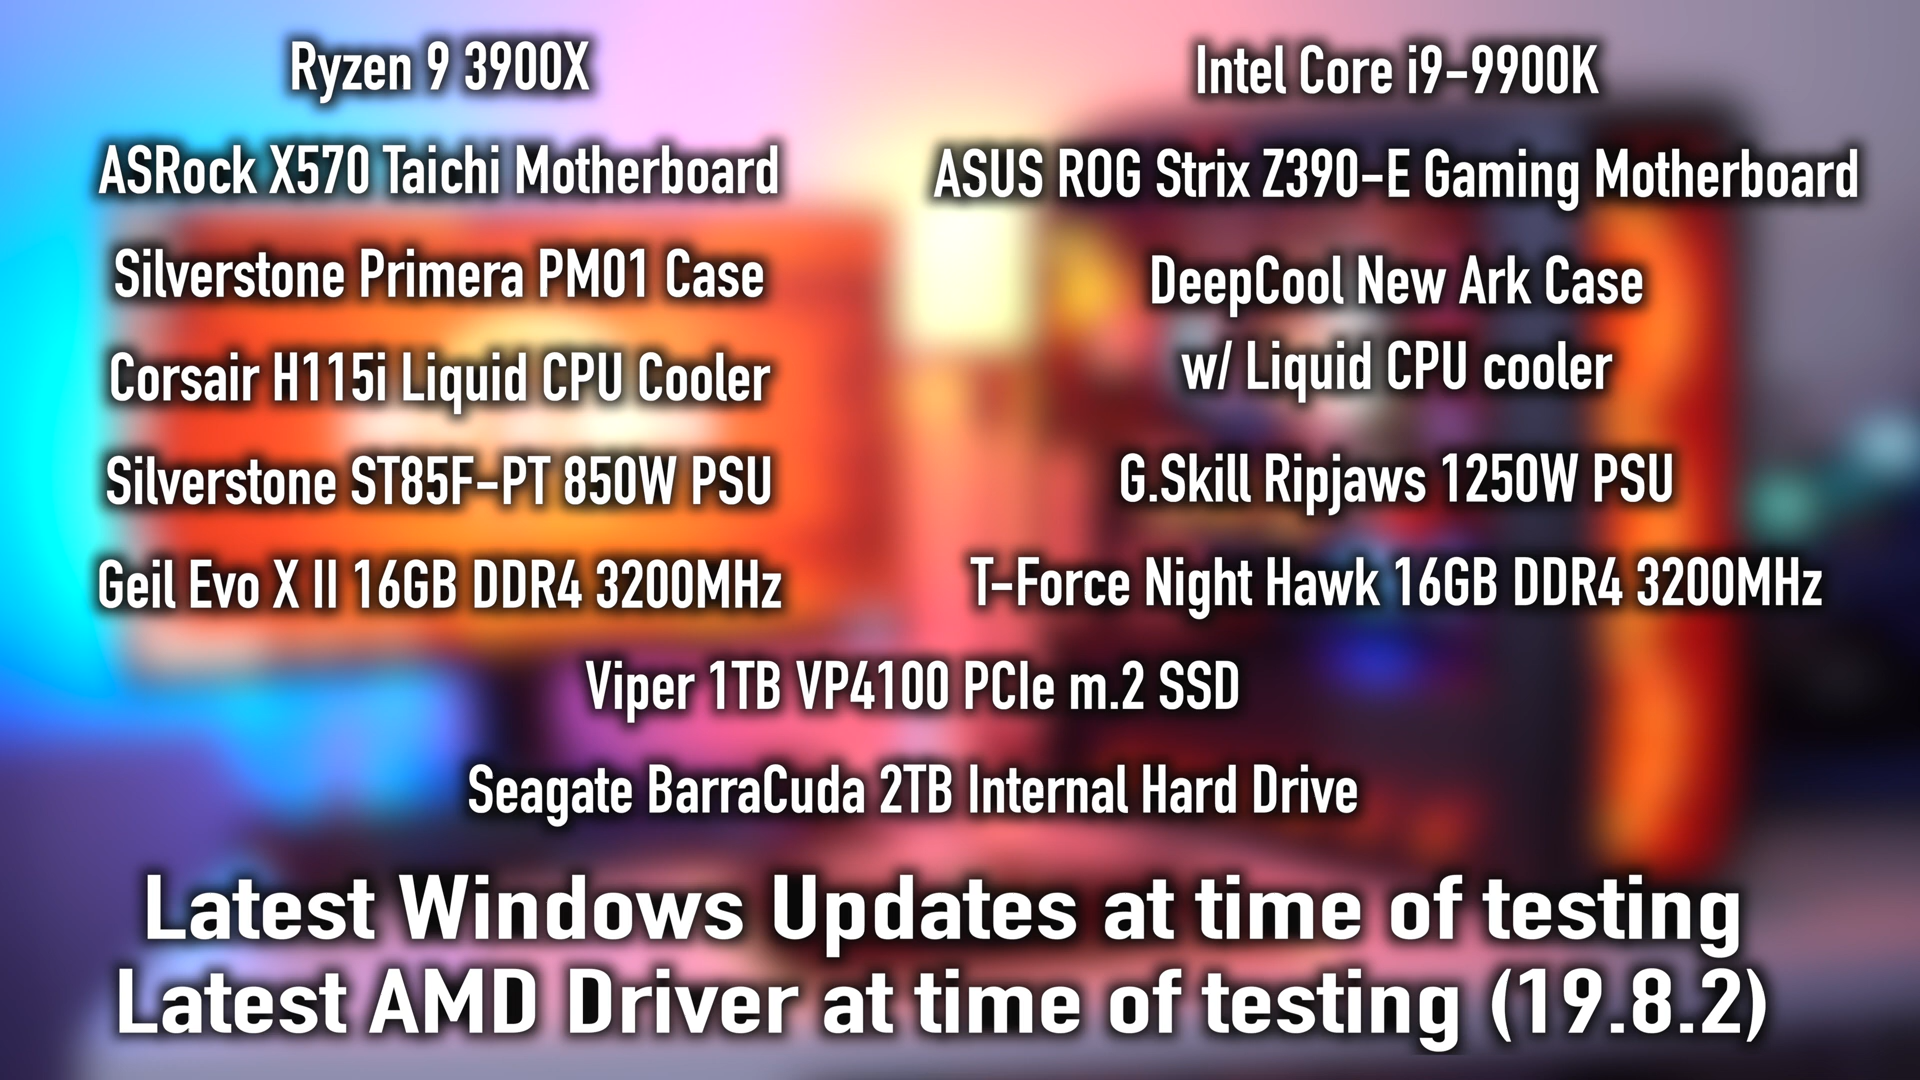 Ryzen 9 3900X
ASRock X570 Taichi Motherboard
Silverstone Primera PM01 Case
Corsair H115i Liquid CPU Cooler
Silverstone ST85F-PT 850W PSU
Geil Evo X II 16GB DDR4 3200MHz
Intel Core i9-9900K
ASUS ROG Strix Z390-E Gaming Motherboard
DeepCool New Ark Case
w/ Liquid CPU cooler
G.Skill Ripjaws 1250W PSU
T-Force Night Hawk 16GB DDR4 3200MHz
Viper 1TB VP4100 PCIe m.2 SSD
Seagate BarraCuda 2TB Internal Hard Drive
Latest Windows Updates at time of testing
Latest AMD Driver at time of testing (19.8.2)